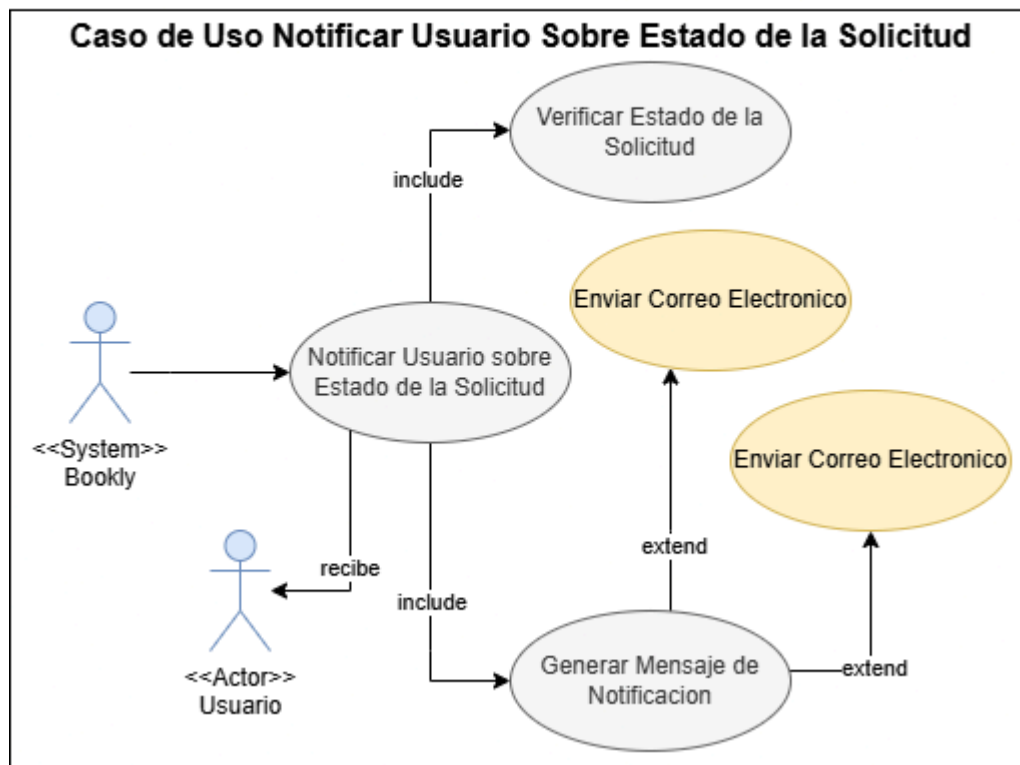 Caso de Uso Notificar Usuario Sobre Estado de la Solicitud
Verificar Estado de la
Solicitud
include
Enviar Correo Electronico
Notificar Usuario sobre
Estado de la Solicitud
<<System>>
Bookly
Enviar Correo Electronico
extend
recibe
include
<<Actor>>
Usuario
Generar Mensaje de
Notificacion
extend